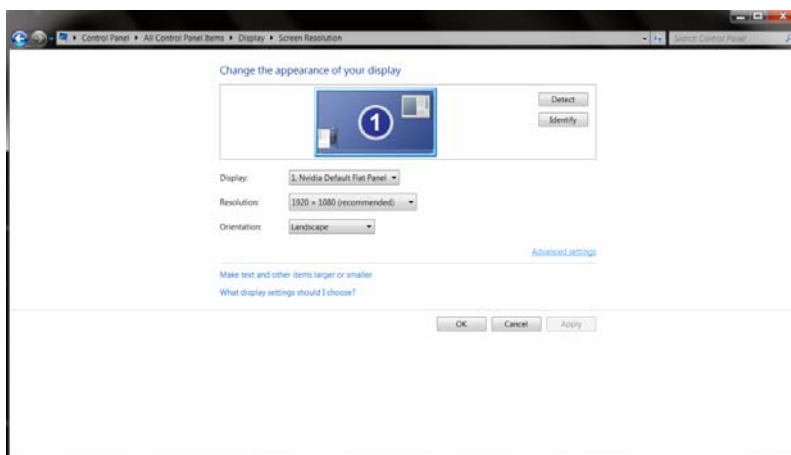 Control Panel ▸ All Control Panel Items ▸ Display ▸ Screen Resolution
Search Control Panel
Change the appearance of your display
1
Detect
Identify
Display: 1. Nvidia Default Flat Panel
Resolution: 1920 × 1080 (recommended)
Orientation: Landscape
Advanced settings
Make text and other items larger or smaller
What display settings should I choose?
OK Cancel Apply